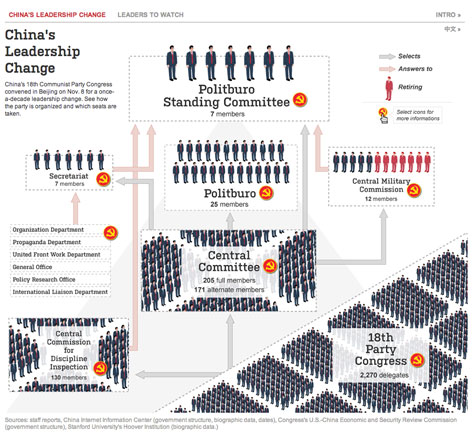 CHINA'S LEADERSHIP CHANGE LEADERS TO WATCH INTRO »
中文 »
China's
Leadership
Change
China's 18th Communist Party Congress
convened in Beijing on Nov. 8 for a once-
a-decade leadership change. See how
the party is organized and which seats are
taken.
Selects
Answers to
Retiring
Select icons for
more informations
Politburo
Standing Committee
7 members
Secretariat
7 members
Politburo
25 members
Central Military
Commission
12 members
Organization Department
Propaganda Department
United Front Work Department
General Office
Policy Research Office
International Liaison Department
Central
Committee
205 full members
171 alternate members
Central
Commission
for
Discipline
Inspection
130 members
18th
Party
Congress
2,270 delegates
Sources: staff reports, China Internet Information Center (government structure, biographic data, dates), Congress's U.S.-China Economic and Security Review Commission
(government structure), Stanford University's Hoover Institution (biographic data.)